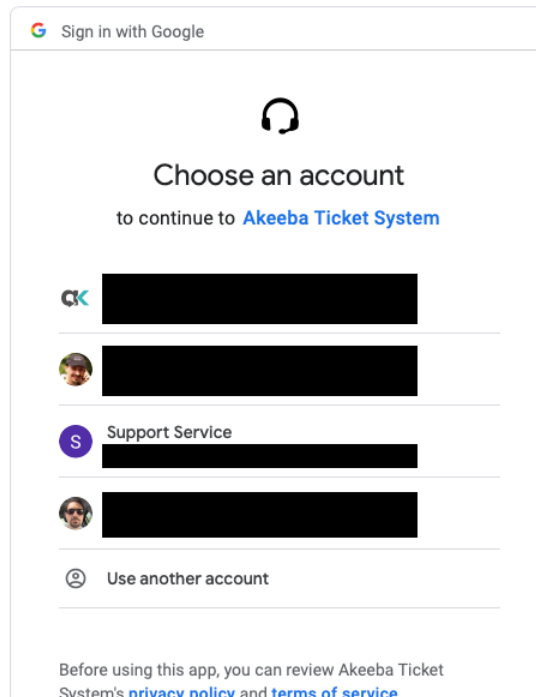 Sign in with Google
Choose an account
to continue to Akeeba Ticket System
Support Service
S
Use another account
Before using this app, you can review Akeeba Ticket
System's privacy policy and terms of service